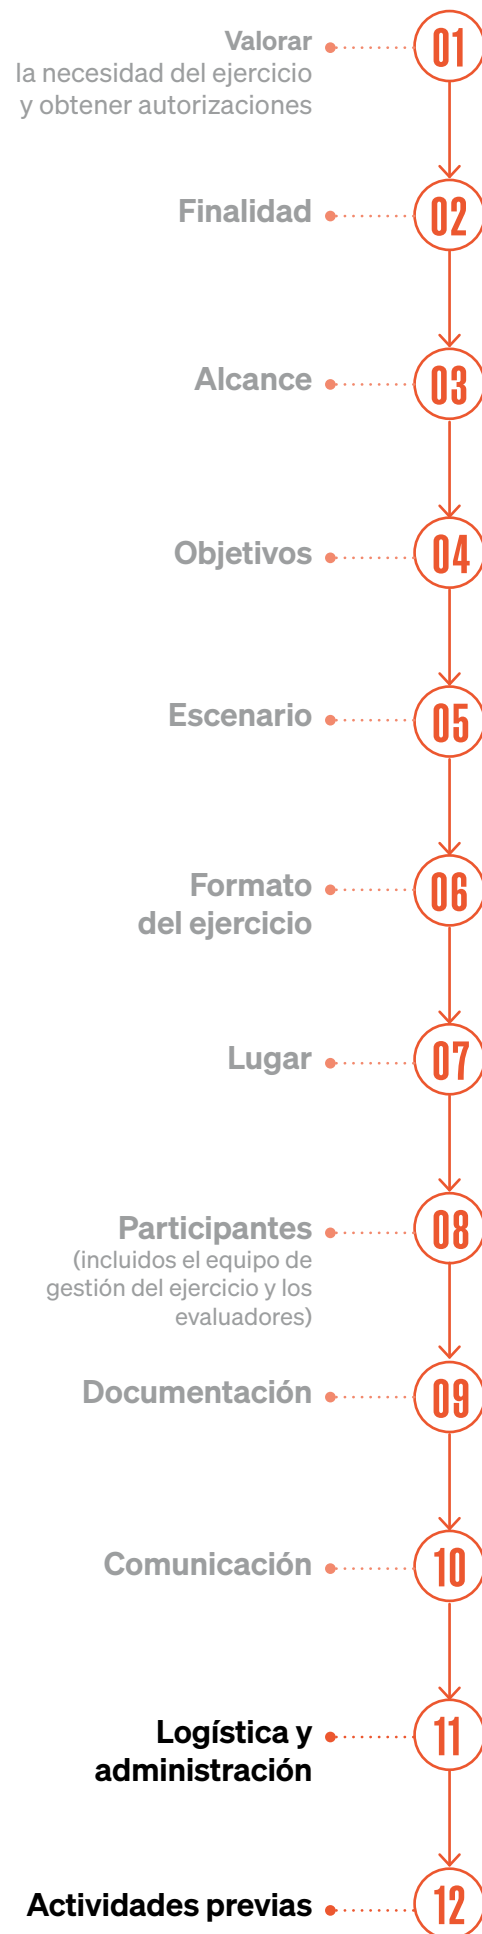 Valorar
01
la necesidad del ejercicio
y obtener autorizaciones
Finalidad
02
Alcance
03
Objetivos
04
Escenario
05
Formato
06
del ejercicio
Lugar
07
Participantes
08
(incluidos el equipo de
gestión del ejercicio y los
evaluadores)
Documentación
09
Comunicación
10
Logística y
11
administración
Actividades previas
12